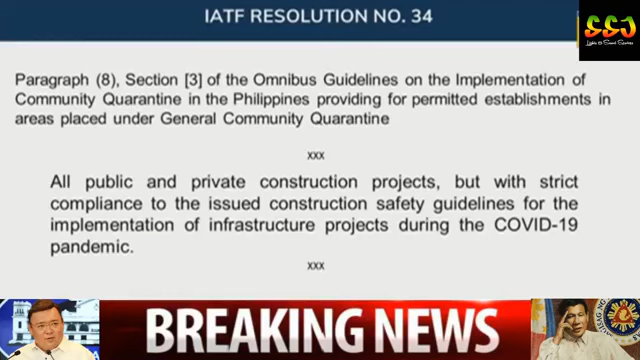 IATF RESOLUTION NO. 34
SSJ
Lights & Sound Services
Paragraph (8), Section [3] of the Omnibus Guidelines on the Implementation of
Community Quarantine in the Philippines providing for permitted establishments in
areas placed under General Community Quarantine
xxx
All public and private construction projects, but with strict
compliance to the issued construction safety guidelines for the
implementation of infrastructure projects during the COVID-19
pandemic.
xxx
BREAKING NEWS